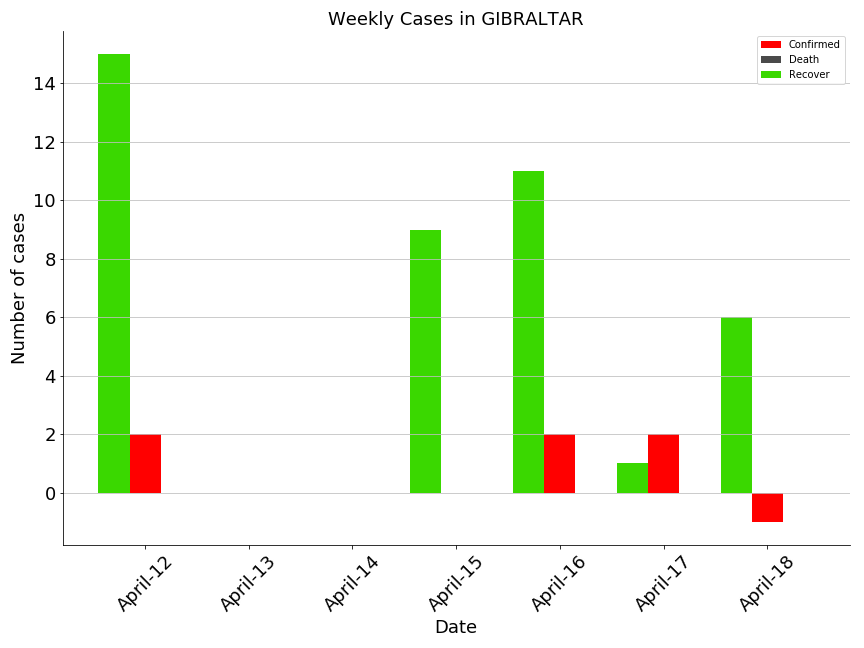 Weekly Cases in GIBRALTAR
Confirmed
Death
Recover
Number of cases
14
12
10
8
6
4
2
0
April-12
April-13
April-14
April-15
April-16
April-17
April-18
Date